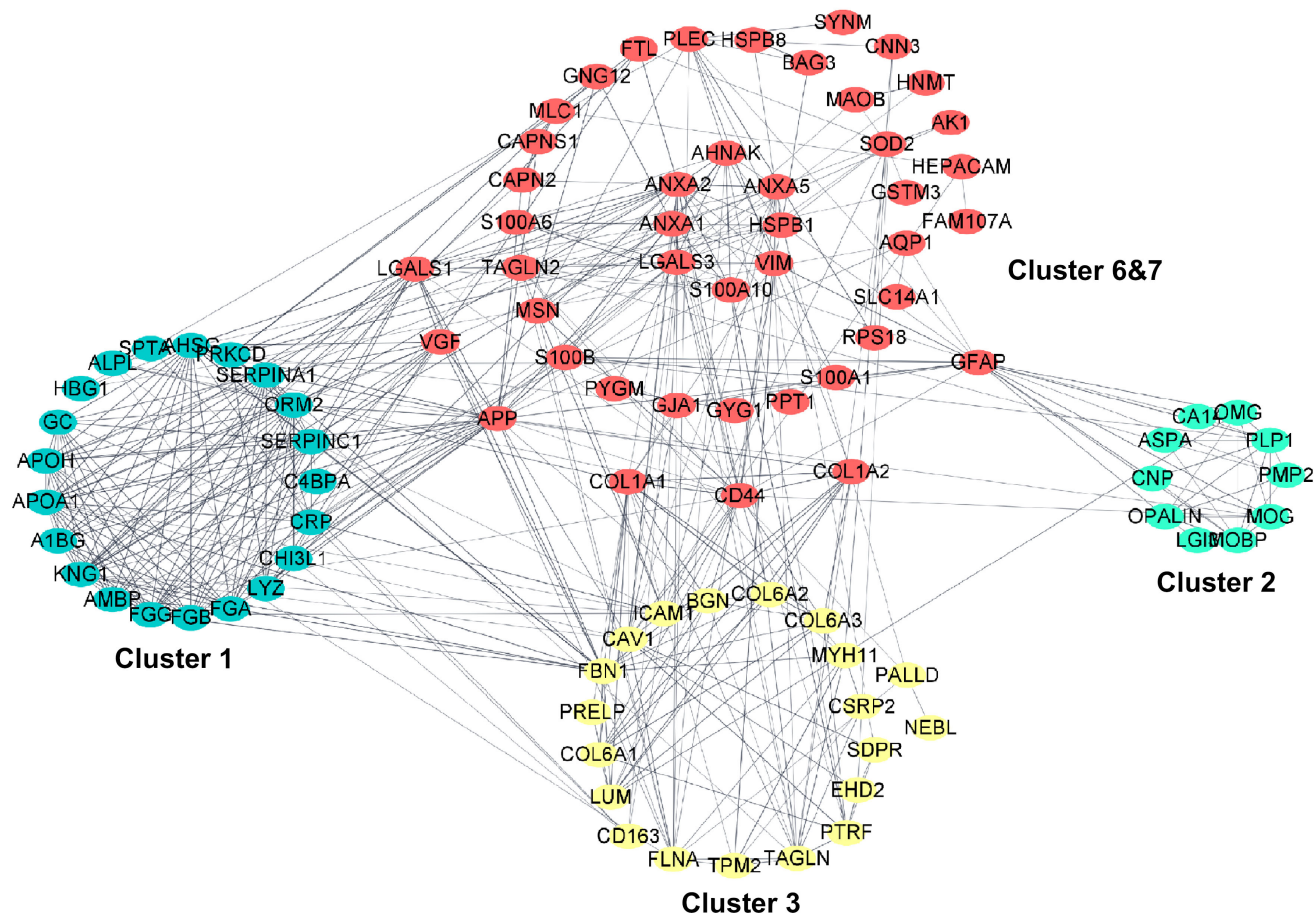 SYNM
PLEC
HSPB8
FTL
CNN3
BAG3
GNG12
HNMT
MAOB
MLC1
AK1
CAPNS1
SOD2
AHNAK
HEPACAM
CAPN2
ANXA2
ANXA5
GSTM3
S100A6
ANXA1
HSPB1
FAM107A
AQP1
LGALS1
TAGLN2
LGALS3
VIM
Cluster 6&7
S100A10
SLC14A1
MSN
VGF
RPS18
S100B
GFAP
S100A1
PYGM
GJA1
GYG1
PPT1
APP
COL1A1
CD44
COL1A2
SPTA
AHSG
PRKCD
ALPL
SERPINA1
HBG1
ORM2
GC
SERPINC1
APOH
C4BPA
APOA1
CRP
A1BG
CHI3L1
KNG1
LYZ
AMBP
FGG
FGB
FGA
Cluster 1
OMG
ASPA
PLP1
CNP
PMP2
OPALIN
MOG
MOBP
Cluster 2
COL6A2
BGN
ICAM1
COL6A3
CAV1
MYH11
FBN1
PALLD
PRELP
CSRP2
NEBL
COL6A1
SDPR
LUM
EHD2
CD163
PTRF
FLNA
TPM2
TAGLN
Cluster 3